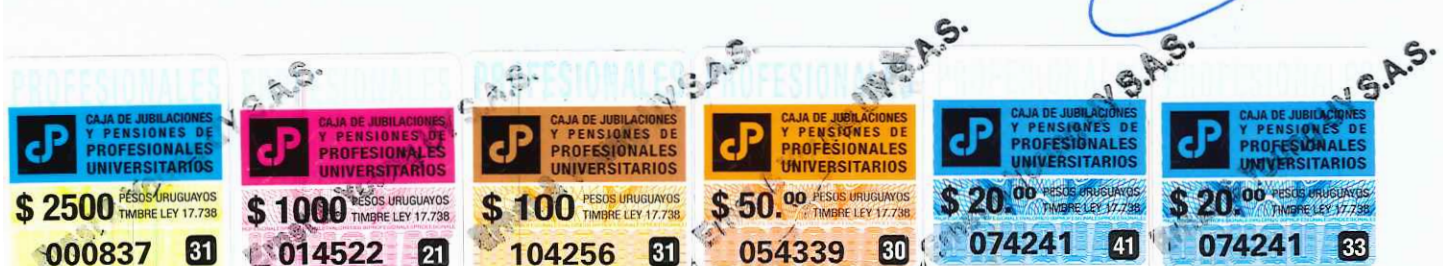 PROFESIONALES
CAJA DE JUBILACIONES
Y PENSIONES DE
PROFESIONALES
UNIVERSITARIOS
$ 2500 PESOS URUGUAYOS
TIMBRE LEY 17.738
000837 31
S.A.S.
CAJA DE JUBILACIONES
Y PENSIONES DE
PROFESIONALES
UNIVERSITARIOS
$ 1000 PESOS URUGUAYOS
TIMBRE LEY 17.738
014522 21
S.A.S.
PROFESIONALES
CAJA DE JUBILACIONES
Y PENSIONES DE
PROFESIONALES
UNIVERSITARIOS
$ 100 PESOS URUGUAYOS
TIMBRE LEY 17.738
104256 31
S.A.S.
PROFESIONALES
CAJA DE JUBILACIONES
Y PENSIONES DE
PROFESIONALES
UNIVERSITARIOS
$ 50.00 PESOS URUGUAYOS
TIMBRE LEY 17.738
054339 30
S.A.S.
PROFESIONALES
CAJA DE JUBILACIONES
Y PENSIONES DE
PROFESIONALES
UNIVERSITARIOS
$ 20.00 PESOS URUGUAYOS
TIMBRE LEY 17.738
074241 41
S.A.S.
PROFESIONALES
CAJA DE JUBILACIONES
Y PENSIONES DE
PROFESIONALES
UNIVERSITARIOS
$ 20.00 PESOS URUGUAYOS
TIMBRE LEY 17.738
074241 33
S.A.S.